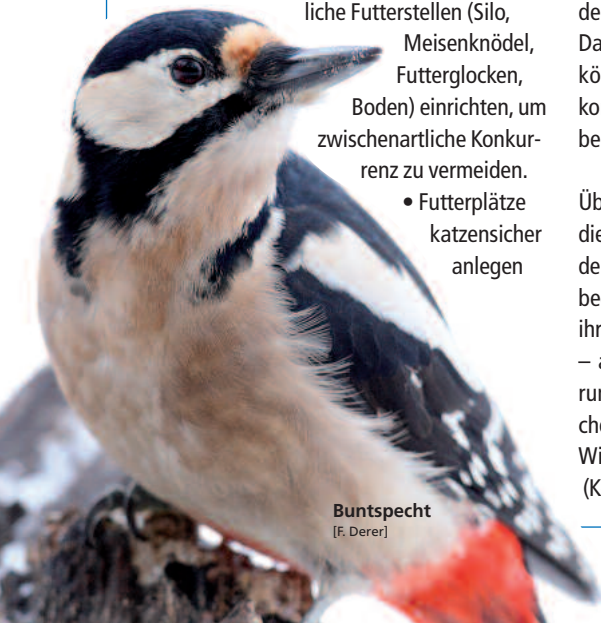 liche Futterstellen (Silo,
Meisenknödel,
Futterglocken,
Boden) einrichten, um
zwischenartliche Konkur-
renz zu vermeiden.
• Futterplätze
katzensicher
anlegen
Buntspecht
[F. Derer]